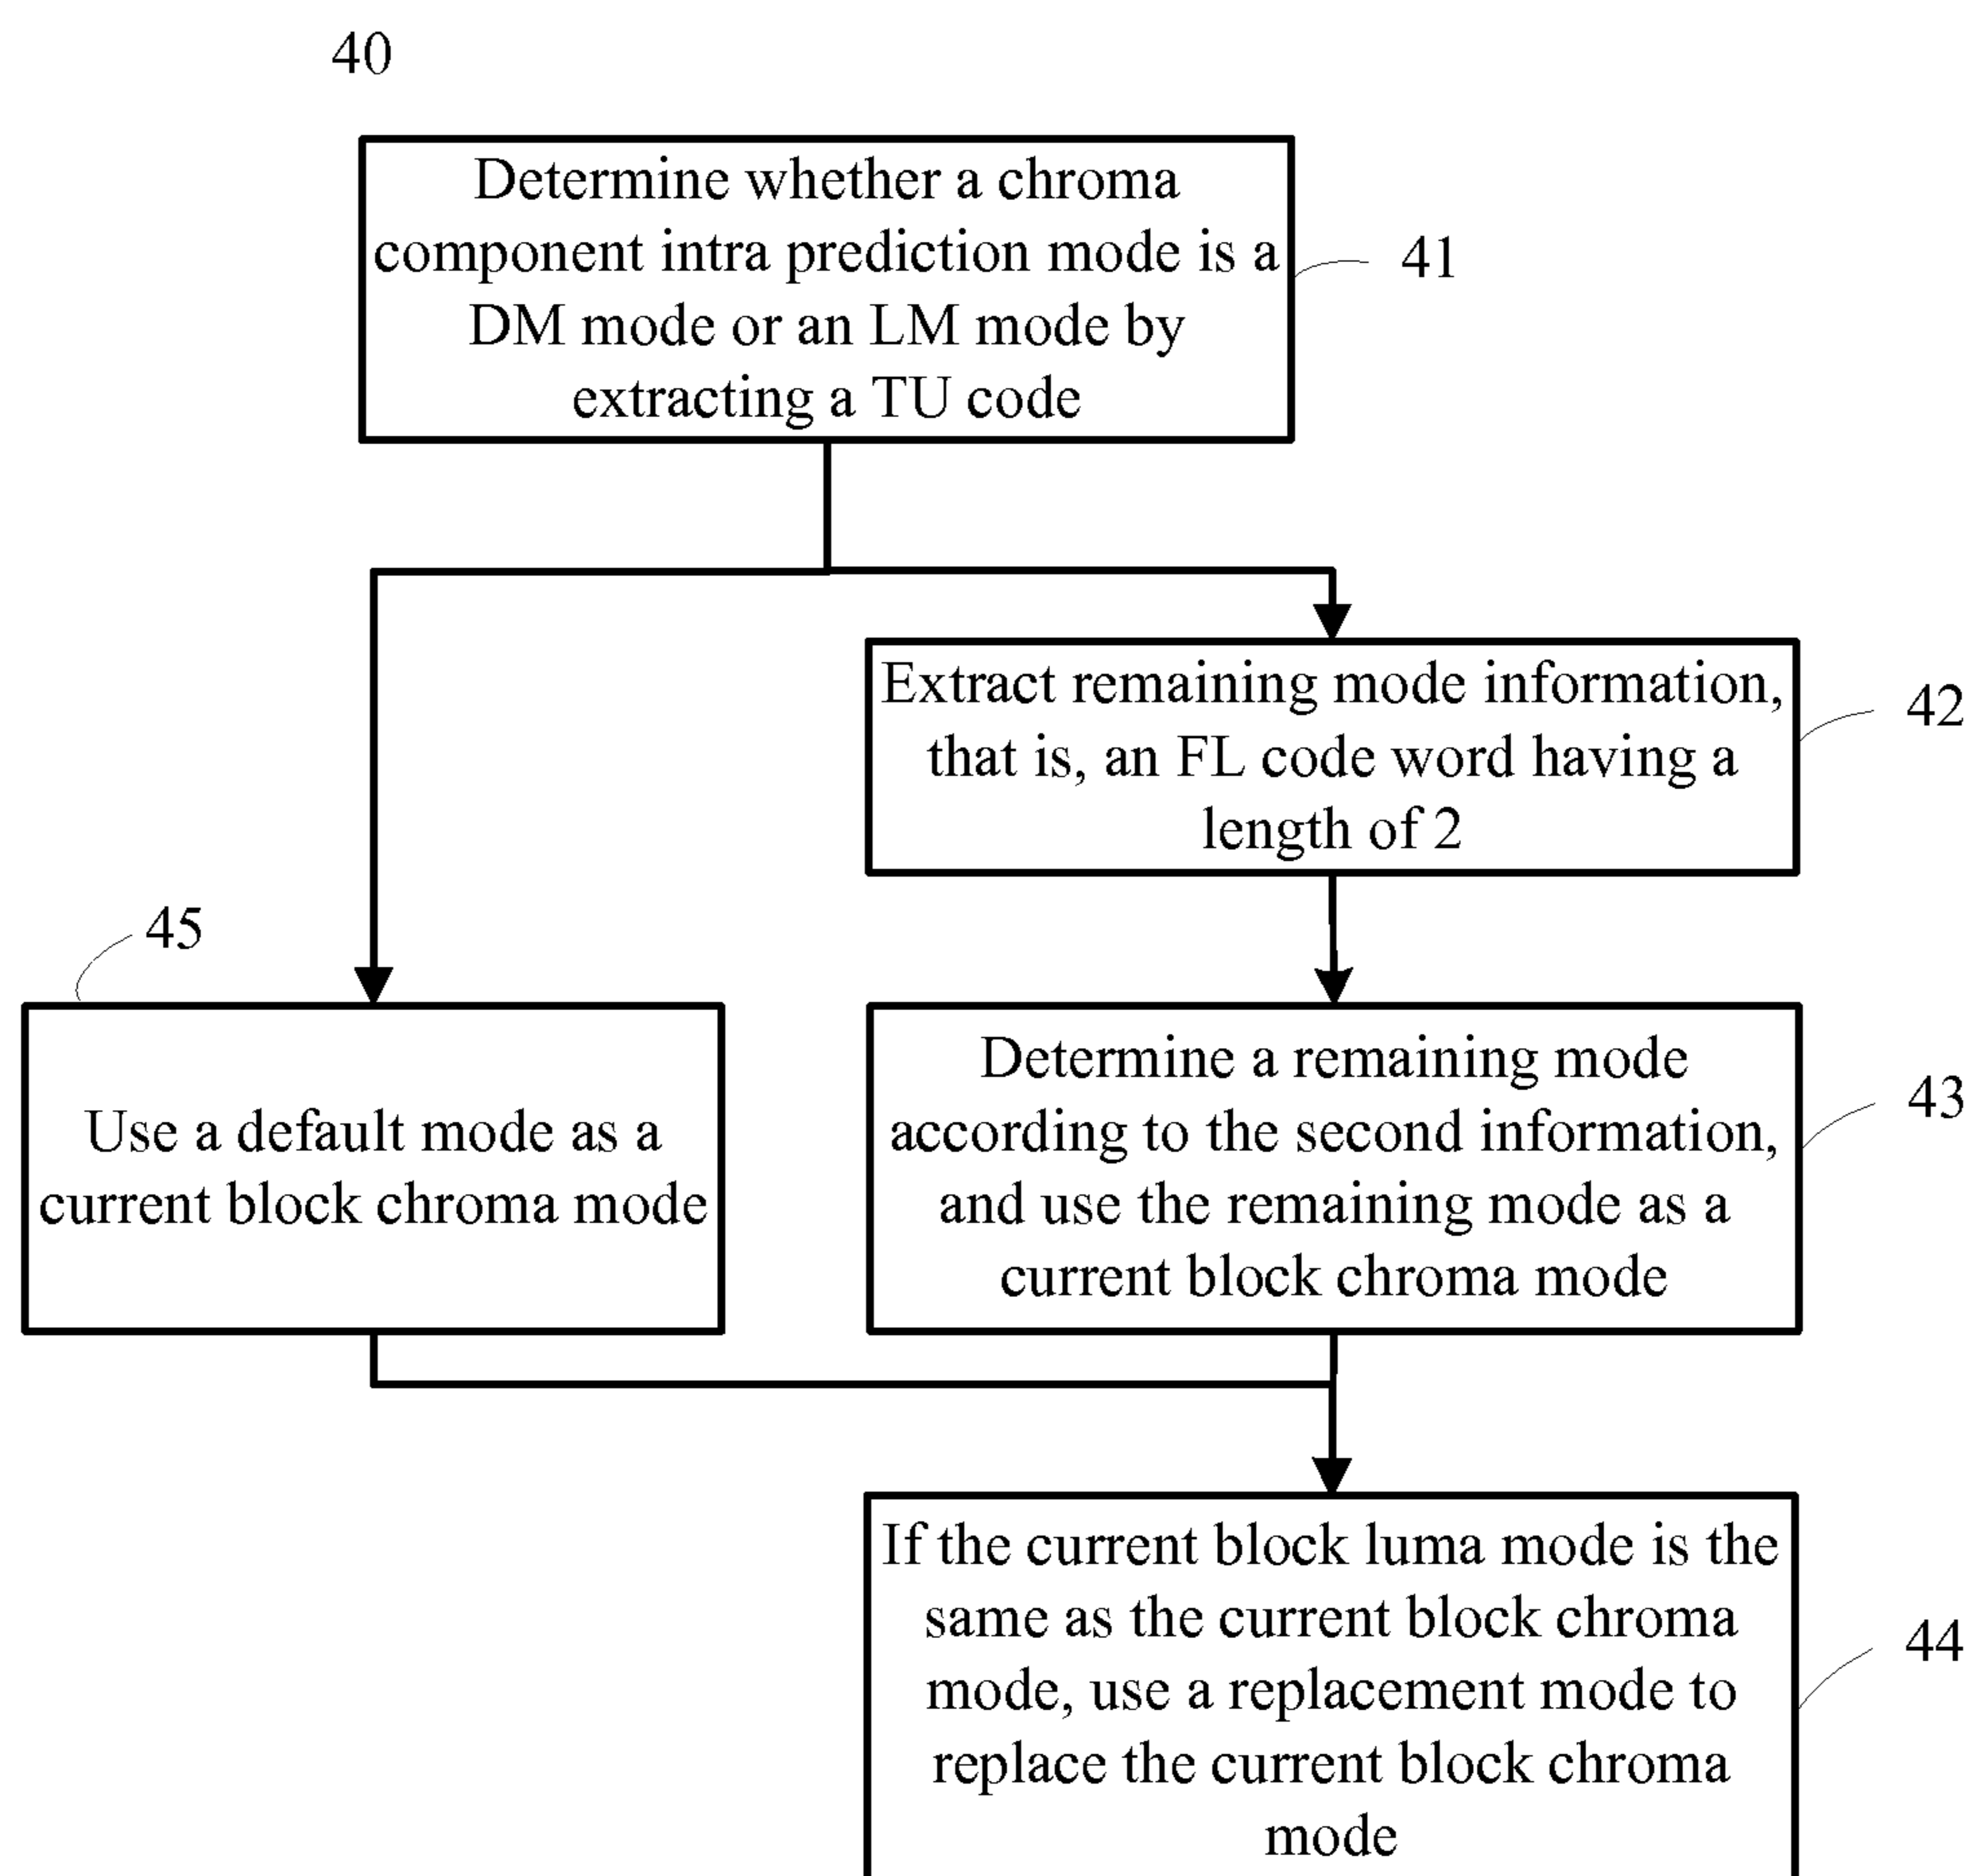 40
Determine whether a chroma
component intra prediction mode is a
DM mode or an LM mode by
extracting a TU code
41
Extract remaining mode information,
that is, an FL code word having a
length of 2
42
45
Use a default mode as a
current block chroma mode
Determine a remaining mode
according to the second information,
and use the remaining mode as a
current block chroma mode
43
If the current block luma mode is the
same as the current block chroma
mode, use a replacement mode to
replace the current block chroma
mode
44